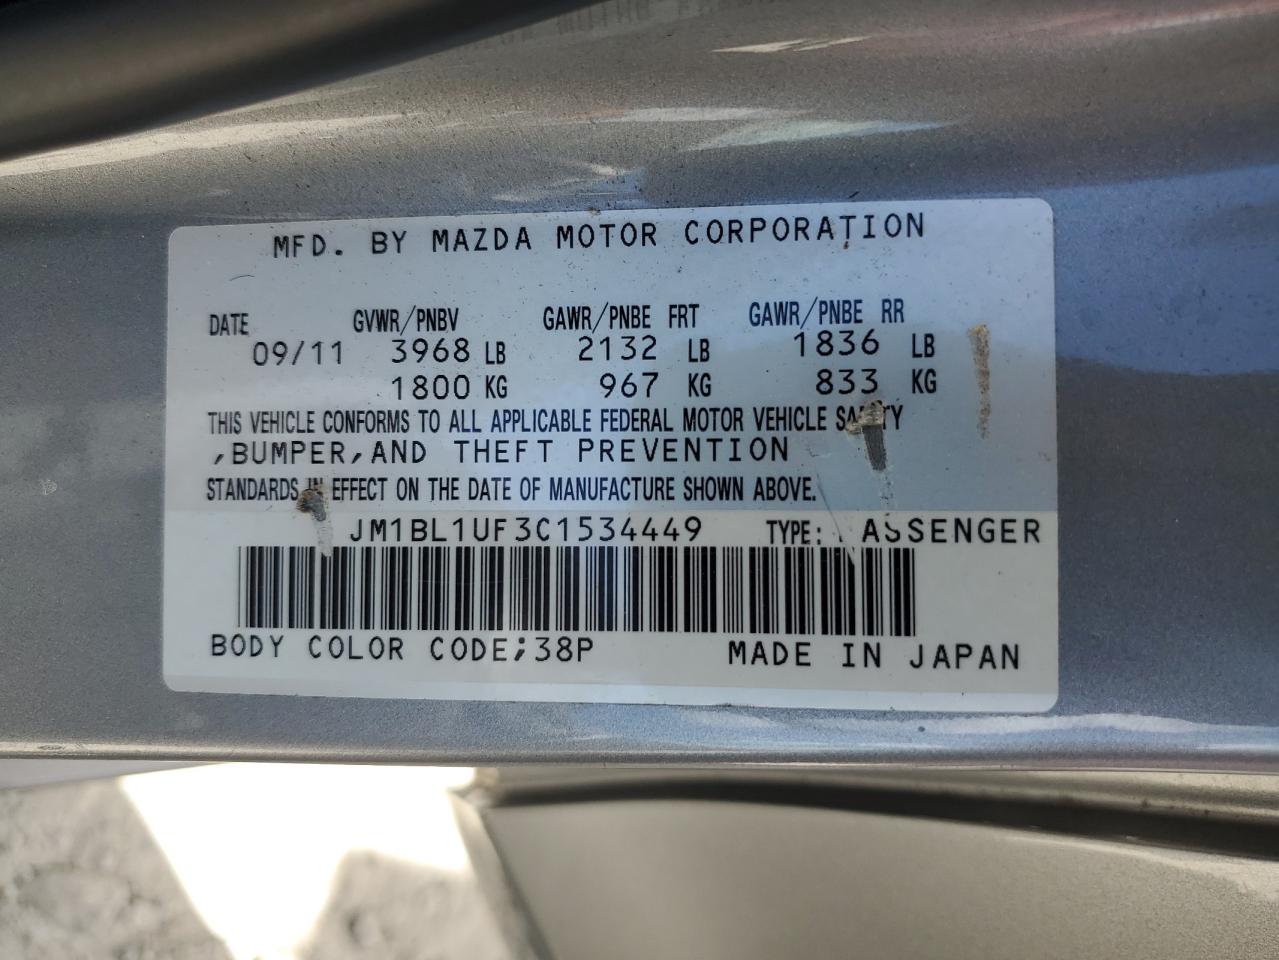 MFD. BY MAZDA MOTOR CORPORATION
DATE GVWR/PNBV GAWR/PNBE FRT GAWR/PNBE RR
09/11 3968 LB 2132 LB 1836 LB
1800 KG 967 KG 833 KG
THIS VEHICLE CONFORMS TO ALL APPLICABLE FEDERAL MOTOR VEHICLE SAFETY
,BUMPER,AND THEFT PREVENTION
STANDARDS IN EFFECT ON THE DATE OF MANUFACTURE SHOWN ABOVE.
JM1BL1UF3C1534449 TYPE: PASSENGER
BODY COLOR CODE;38P MADE IN JAPAN